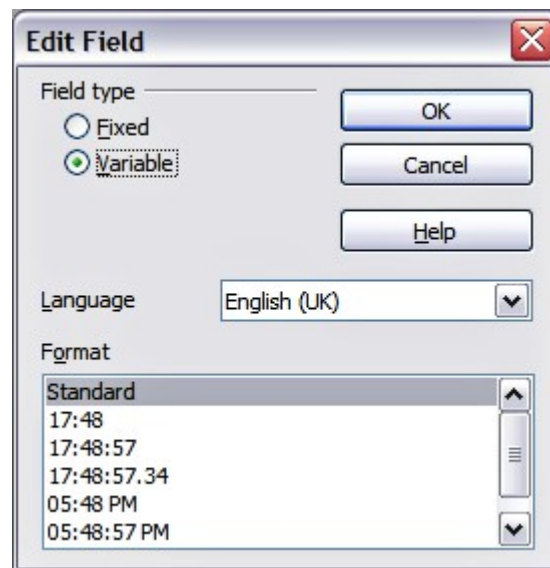 Edit Field
Field type
Fixed
Variable
OK
Cancel
Help
Language
English (UK)
Format
Standard
17:48
17:48:57
17:48:57.34
05:48 PM
05:48:57 PM